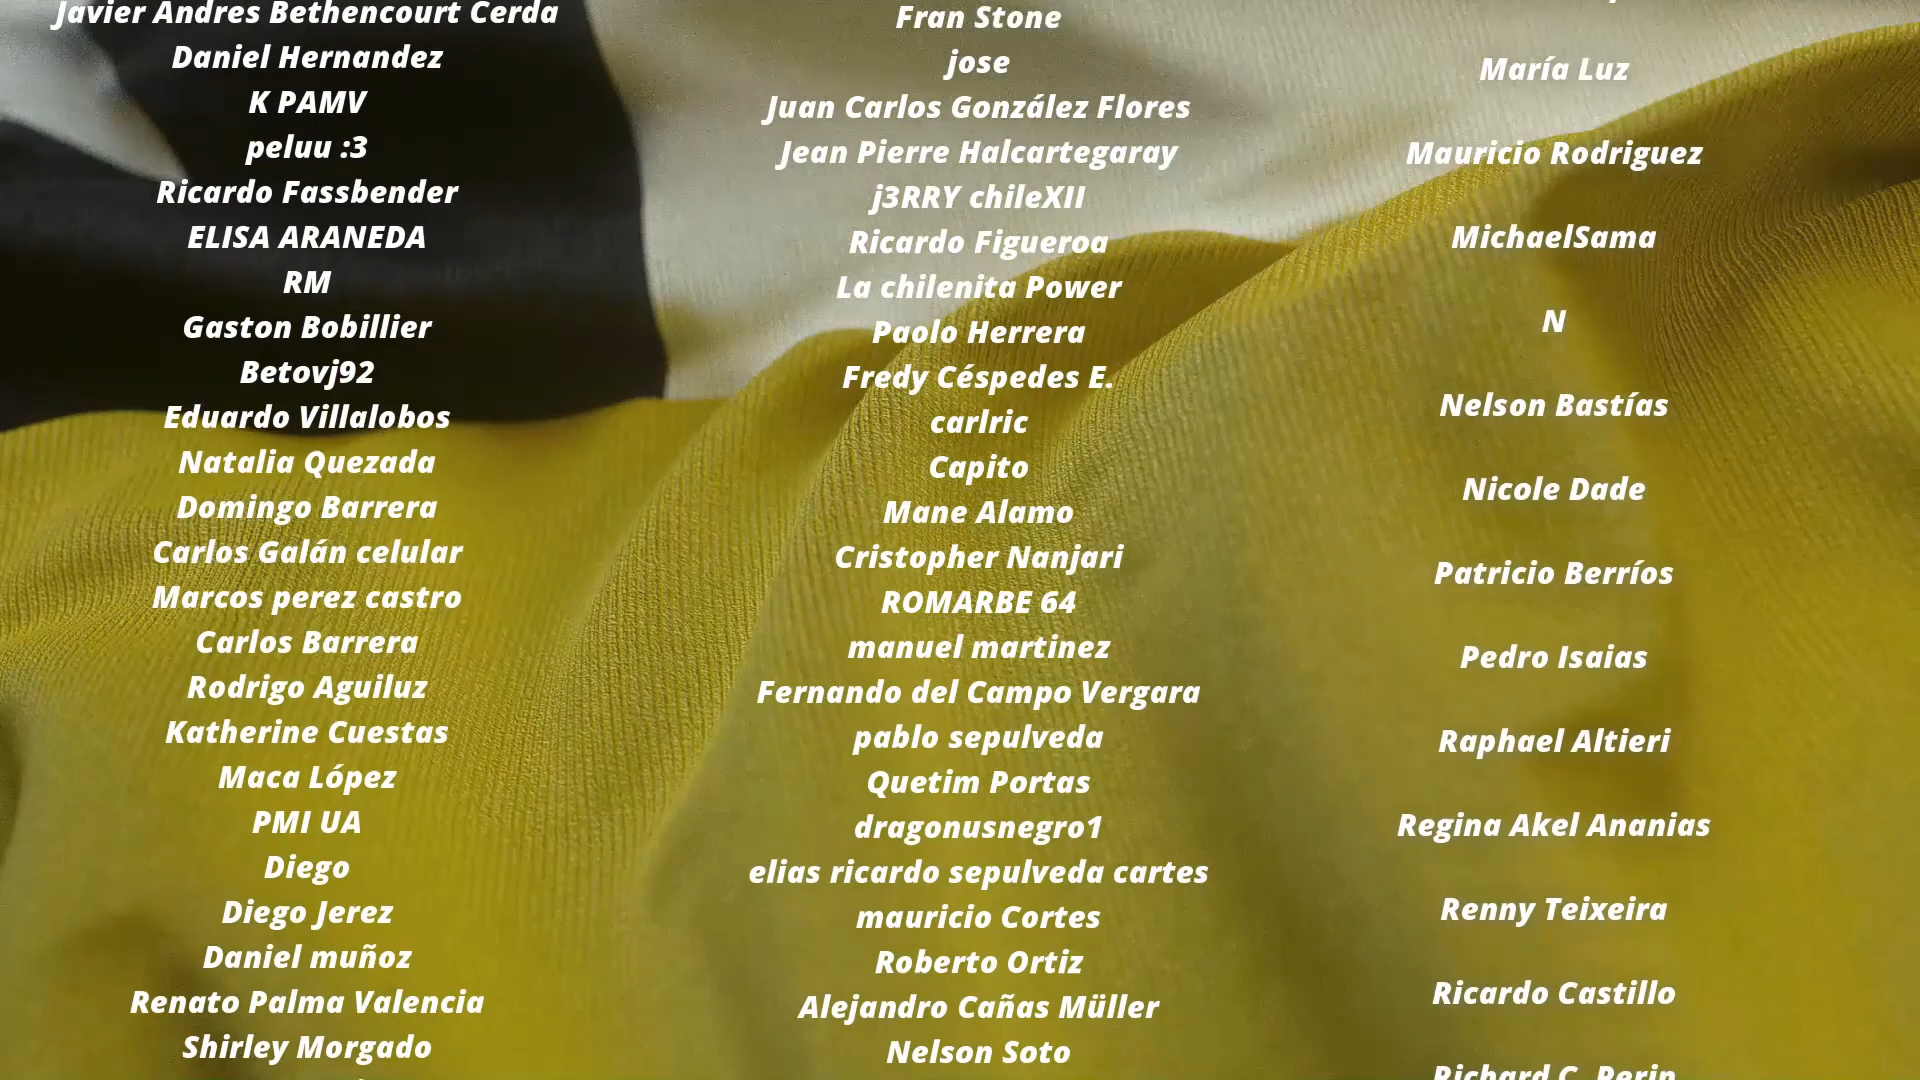 Javier Andres Bethencourt Cerda
Daniel Hernandez
K PAMV
peluu :3
Ricardo Fassbender
ELISA ARANEDA
RM
Gaston Bobillier
Betovj92
Eduardo Villalobos
Natalia Quezada
Domingo Barrera
Carlos Galán celular
Marcos perez castro
Carlos Barrera
Rodrigo Aguiluz
Katherine Cuestas
Maca López
PMI UA
Diego
Diego Jerez
Daniel muñoz
Renato Palma Valencia
Shirley Morgado
Fran Stone
jose
Juan Carlos González Flores
Jean Pierre Halcartegaray
j3RRY chileXII
Ricardo Figueroa
La chilenita Power
Paolo Herrera
Fredy Céspedes E.
carlric
Capito
Mane Alamo
Cristopher Nanjari
ROMARBE 64
manuel martinez
Fernando del Campo Vergara
pablo sepulveda
Quetim Portas
dragonusnegro1
elias ricardo sepulveda cartes
mauricio Cortes
Roberto Ortiz
Alejandro Cañas Müller
Nelson Soto
María Luz
Mauricio Rodriguez
MichaelSama
N
Nelson Bastías
Nicole Dade
Patricio Berríos
Pedro Isaias
Raphael Altieri
Regina Akel Ananias
Renny Teixeira
Ricardo Castillo
Richard C. Perin